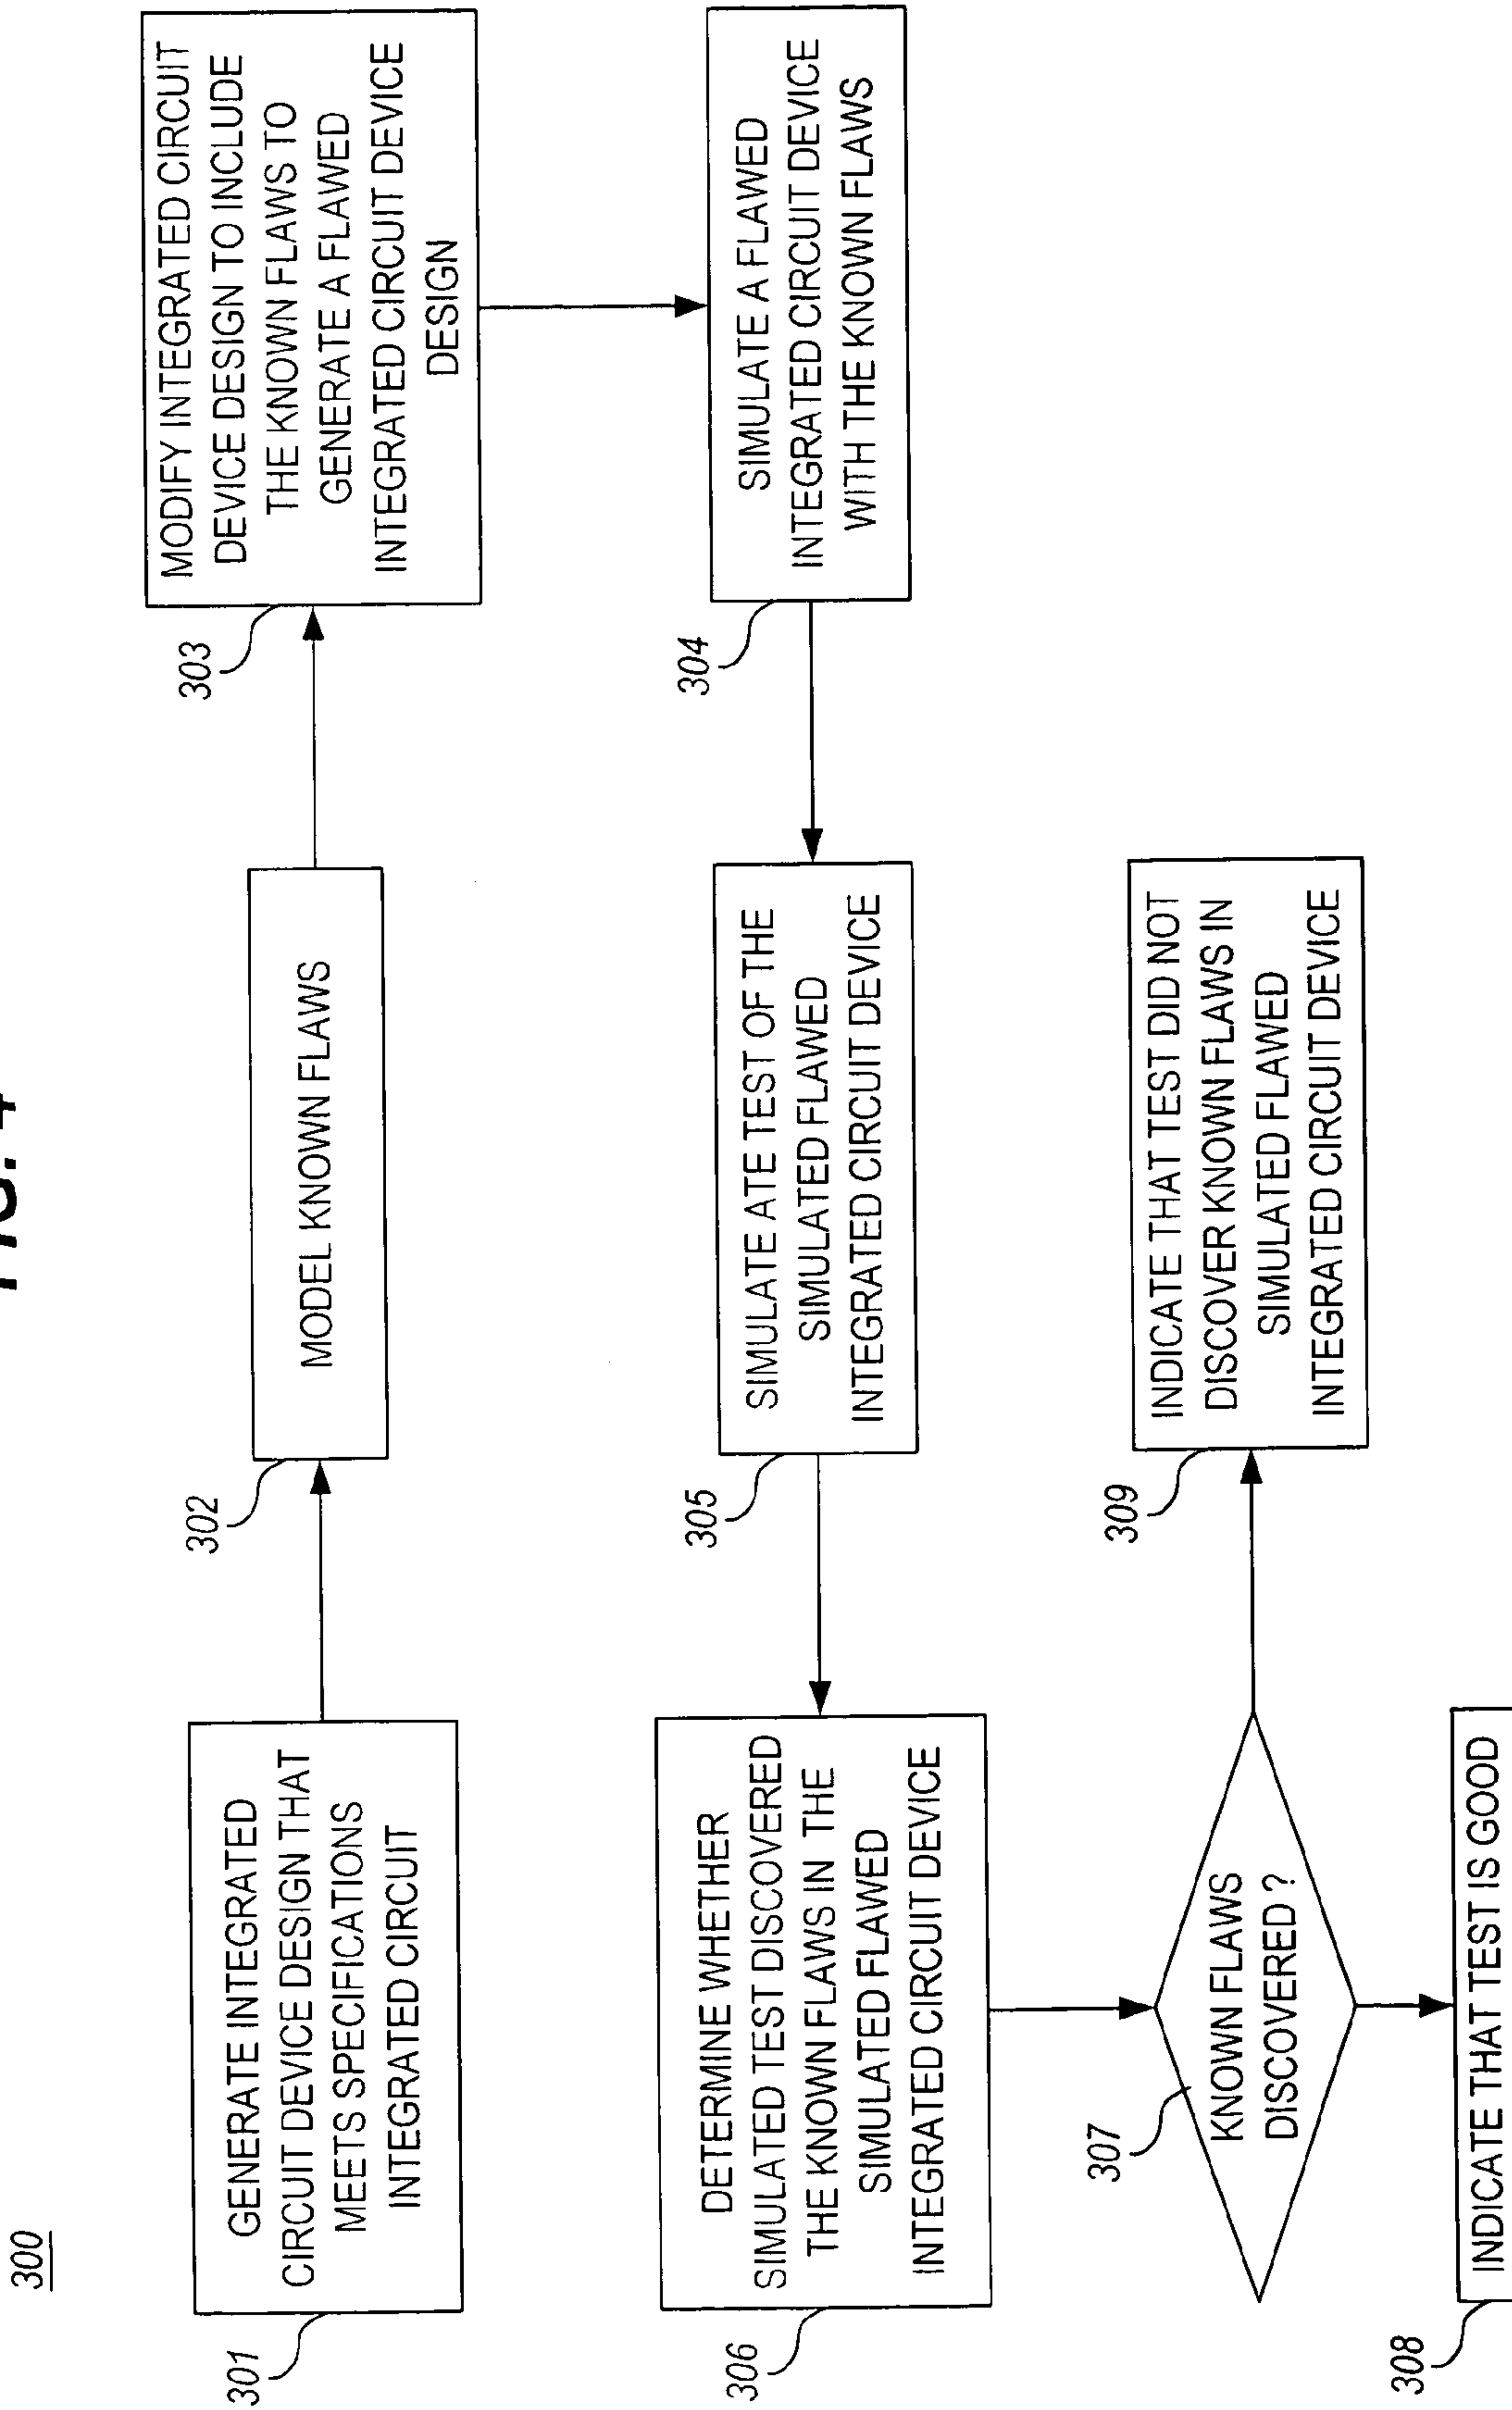 FIG. 4
300
301
GENERATE INTEGRATED
CIRCUIT DEVICE DESIGN THAT
MEETS SPECIFICATIONS
INTEGRATED CIRCUIT
302
MODEL KNOWN FLAWS
303
MODIFY INTEGRATED CIRCUIT
DEVICE DESIGN TO INCLUDE
THE KNOWN FLAWS TO
GENERATE A FLAWED
INTEGRATED CIRCUIT DEVICE
DESIGN
304
SIMULATE A FLAWED
INTEGRATED CIRCUIT DEVICE
WITH THE KNOWN FLAWS
305
SIMULATE ATE TEST OF THE
SIMULATED FLAWED
INTEGRATED CIRCUIT DEVICE
306
DETERMINE WHETHER
SIMULATED TEST DISCOVERED
THE KNOWN FLAWS IN THE
SIMULATED FLAWED
INTEGRATED CIRCUIT DEVICE
307
KNOWN FLAWS
DISCOVERED ?
309
INDICATE THAT TEST DID NOT
DISCOVER KNOWN FLAWS IN
SIMULATED FLAWED
INTEGRATED CIRCUIT DEVICE
308
INDICATE THAT TEST IS GOOD